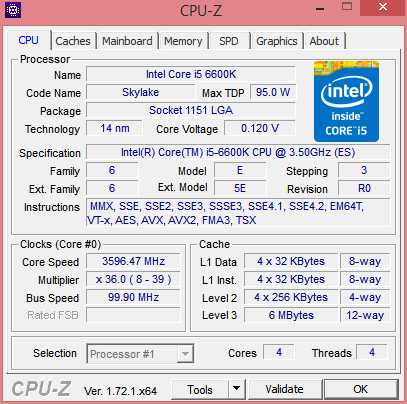 CPU-Z
CPU Caches Mainboard Memory SPD Graphics About
Processor
Name Intel Core i5 6600K
Code Name Skylake Max TDP 95.0 W
Package Socket 1151 LGA
Technology 14 nm Core Voltage 0.120 V
intel inside™ CORE™ i5
Specification Intel(R) Core(TM) i5-6600K CPU @ 3.50GHz (ES)
Family 6 Model E Stepping 3
Ext. Family 6 Ext. Model 5E Revision R0
Instructions MMX, SSE, SSE2, SSE3, SSSE3, SSE4.1, SSE4.2, EM64T,
VT-x, AES, AVX, AVX2, FMA3, TSX
Clocks (Core #0)
Core Speed 3596.47 MHz
Multiplier x 36.0 ( 8 - 39 )
Bus Speed 99.90 MHz
Rated FSB
Cache
L1 Data 4 x 32 KBytes 8-way
L1 Inst. 4 x 32 KBytes 8-way
Level 2 4 x 256 KBytes 4-way
Level 3 6 MBytes 12-way
Selection Processor #1 Cores 4 Threads 4
CPU-Z Ver. 1.72.1.x64 Tools Validate OK